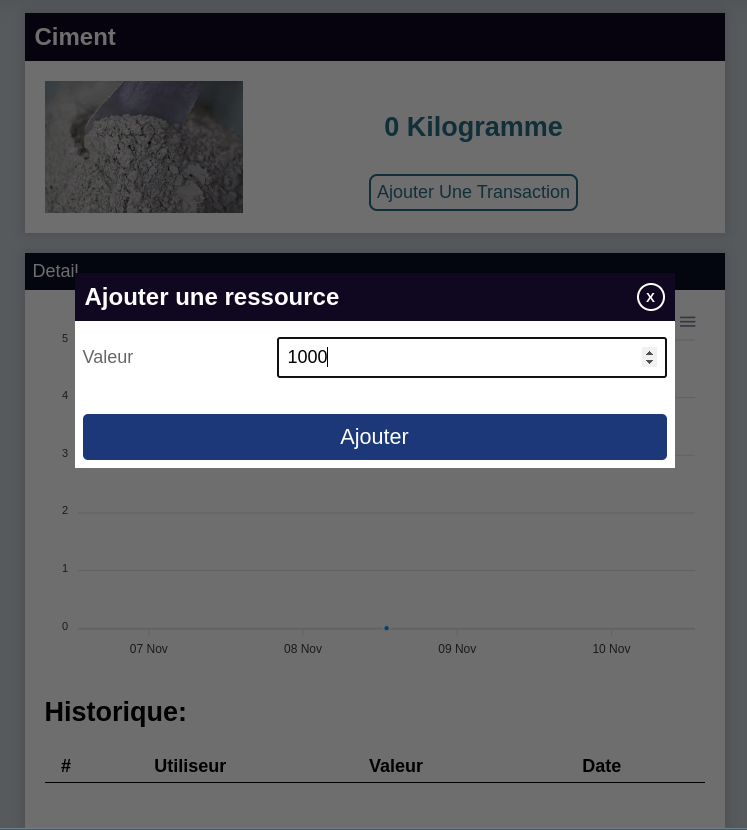 Ciment
0 Kilogramme
Ajouter Une Transaction
Detail
Ajouter une ressource
X
Valeur
1000
Ajouter
5
4
3
2
1
0
07 Nov 08 Nov 09 Nov 10 Nov
Historique:
# Utiliseur Valeur Date